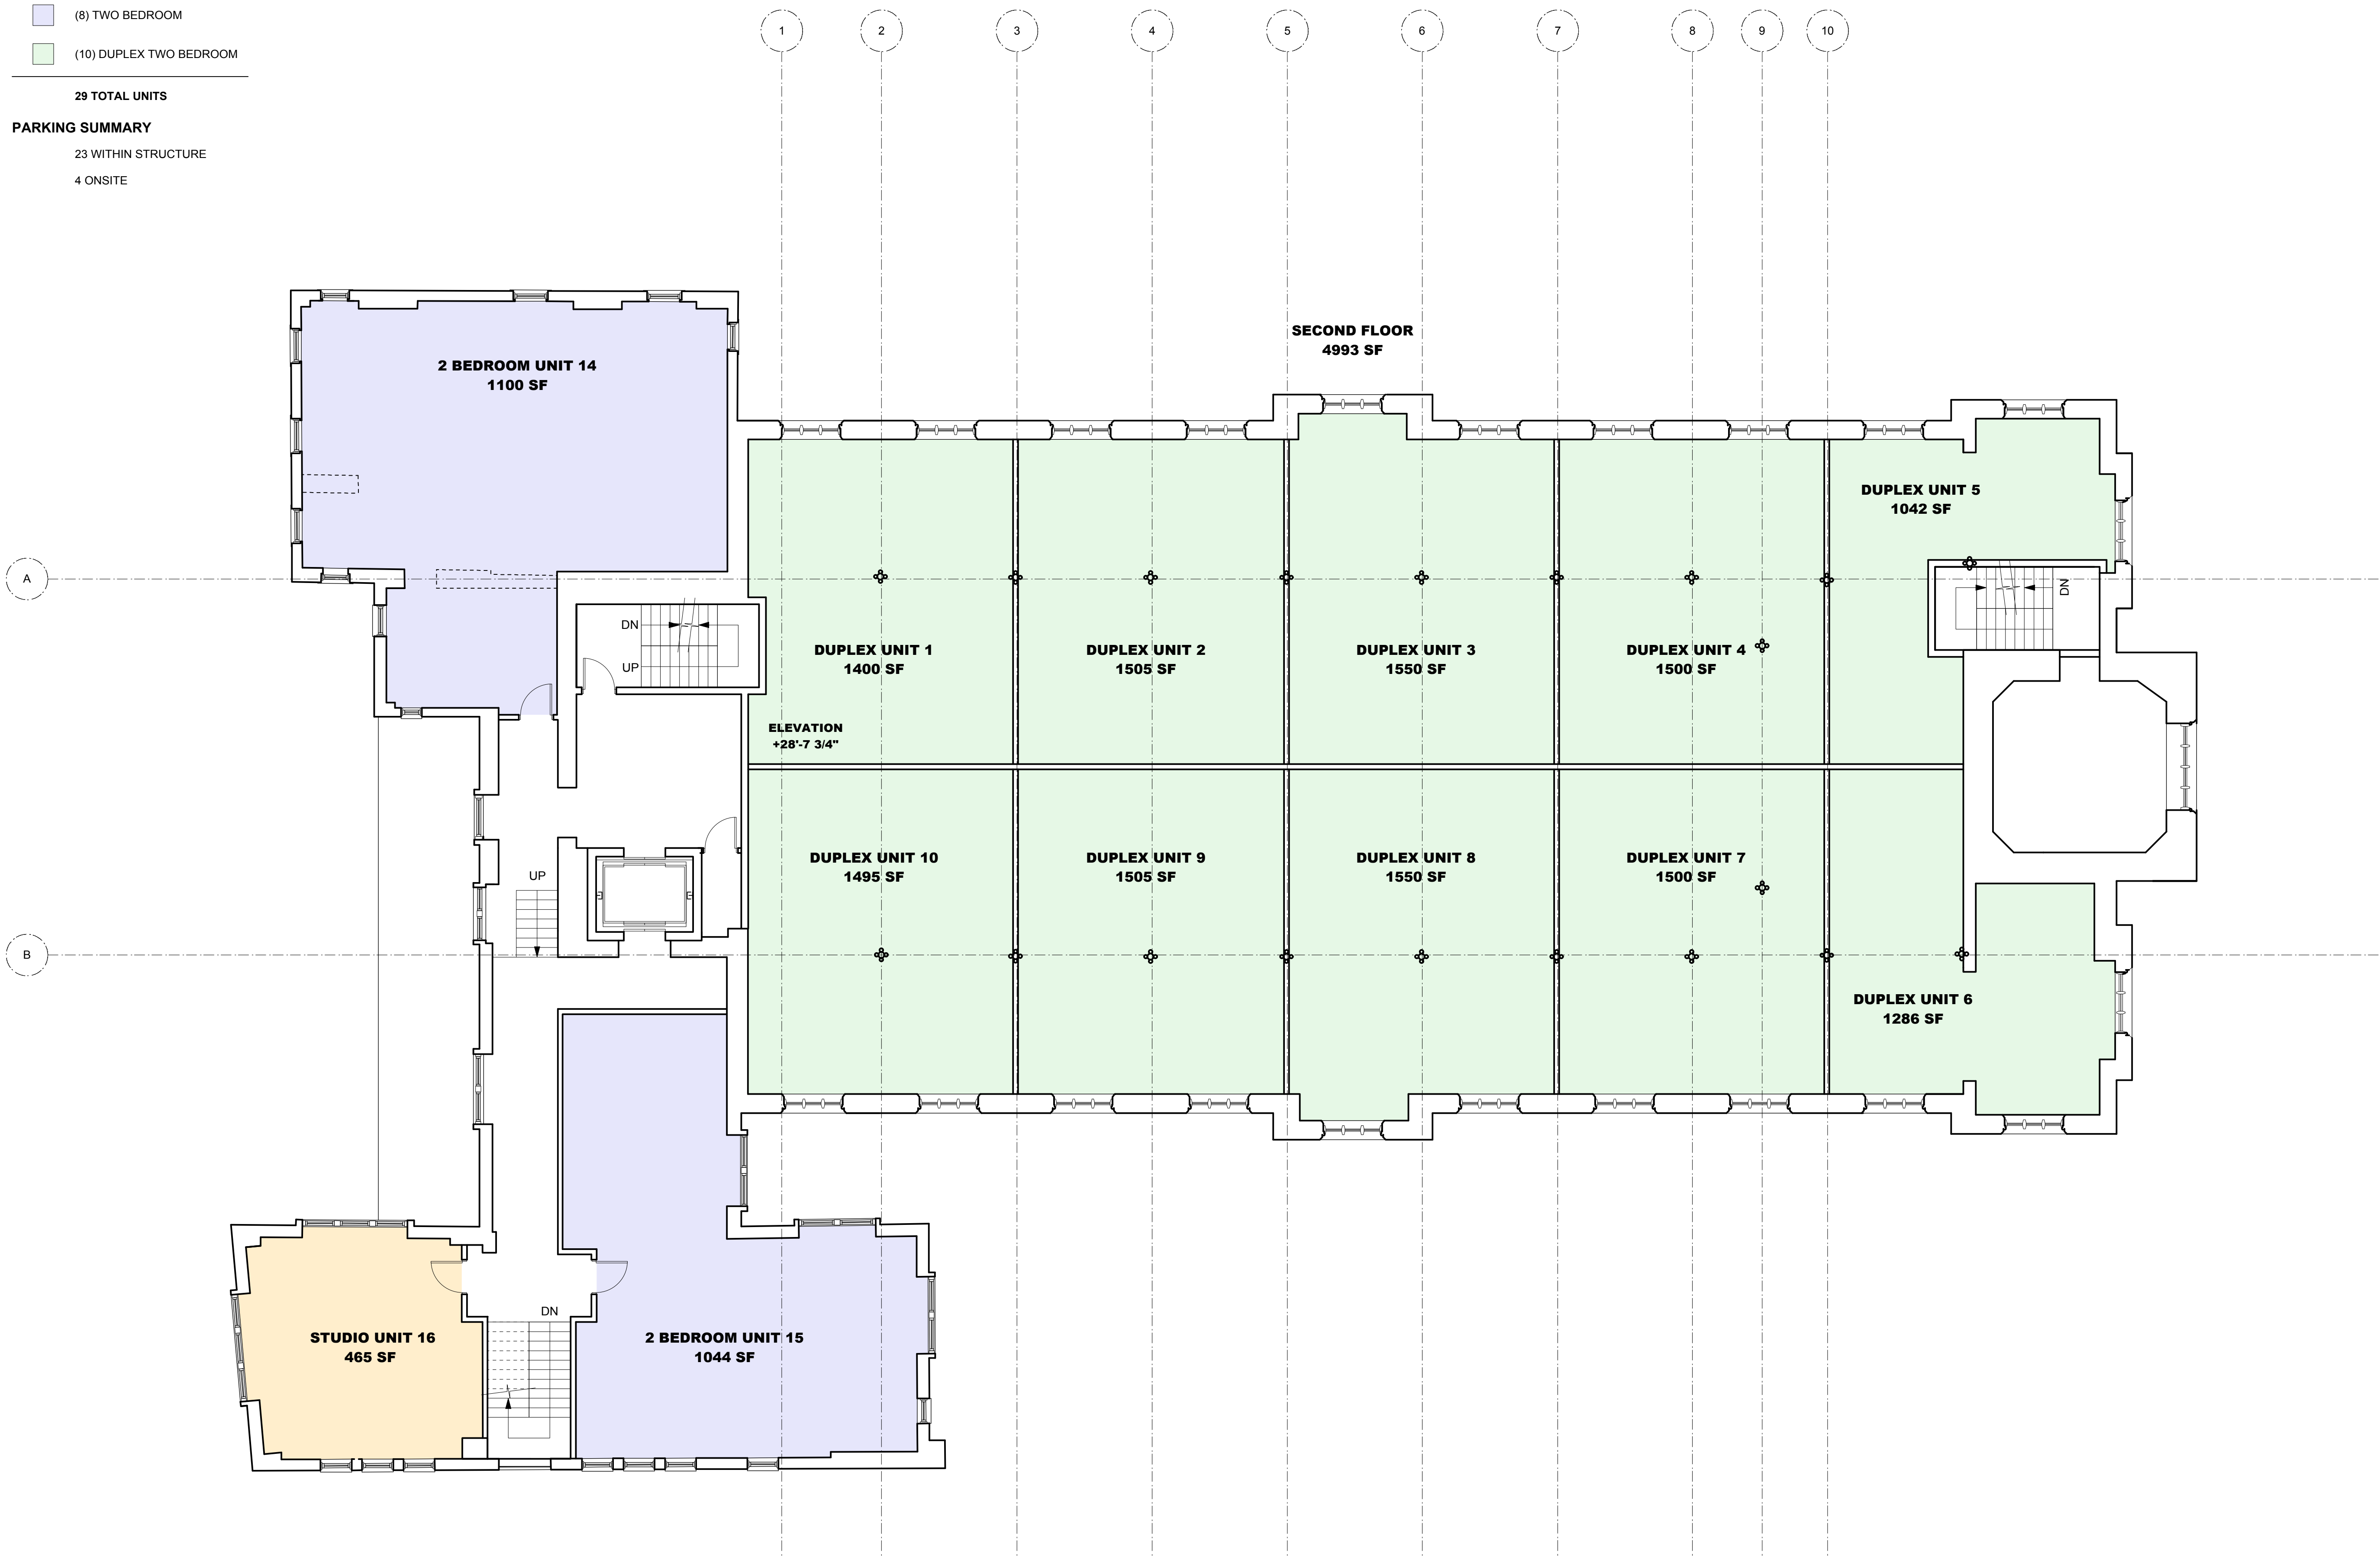 (8) TWO BEDROOM
(10) DUPLEX TWO BEDROOM
29 TOTAL UNITS
PARKING SUMMARY
23 WITHIN STRUCTURE
4 ONSITE
1 2 3 4 5 6 7 8 9 10
SECOND FLOOR
4993 SF
2 BEDROOM UNIT 14
1100 SF
DUPLEX UNIT 5
1042 SF
A
DN
DN
UP
DUPLEX UNIT 1
1400 SF
DUPLEX UNIT 2
1505 SF
DUPLEX UNIT 3
1550 SF
DUPLEX UNIT 4
1500 SF
ELEVATION
+28'-7 3/4"
DUPLEX UNIT 10
1495 SF
DUPLEX UNIT 9
1505 SF
DUPLEX UNIT 8
1550 SF
DUPLEX UNIT 7
1500 SF
UP
B
DUPLEX UNIT 6
1286 SF
DN
STUDIO UNIT 16
465 SF
2 BEDROOM UNIT 15
1044 SF